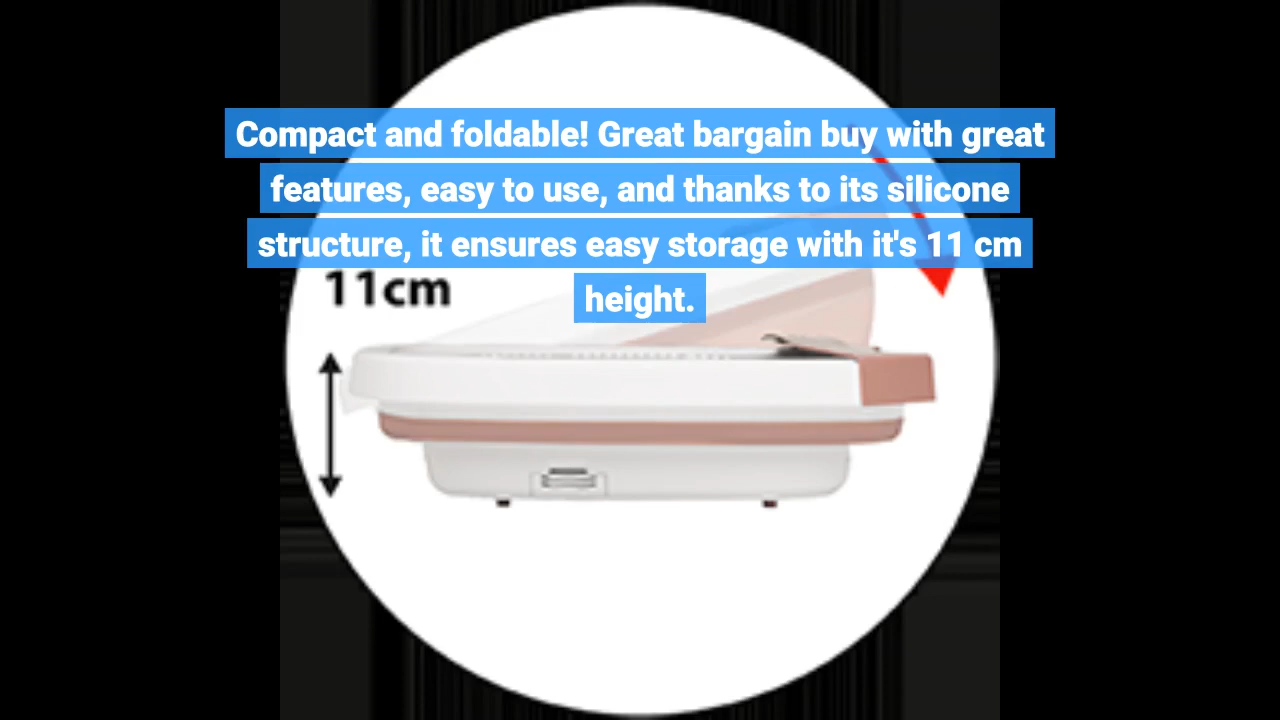 Compact and foldable! Great bargain buy with great
features, easy to use, and thanks to its silicone
structure, it ensures easy storage with it's 11 cm
height.
11cm